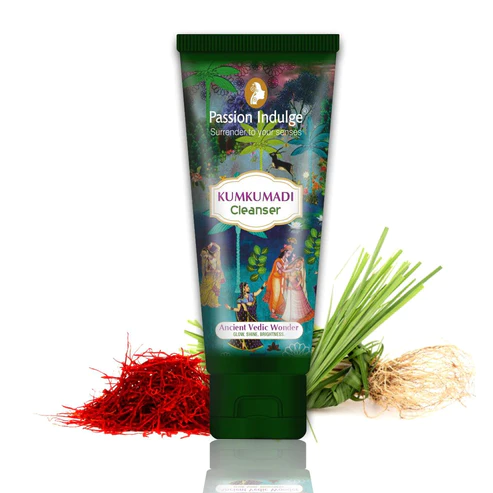 Passion Indulge
Surrender to your senses
KUMKUMADI
Cleanser
Ancient Vedic Wonder
GLOW. SHINE. BRIGHTNESS.